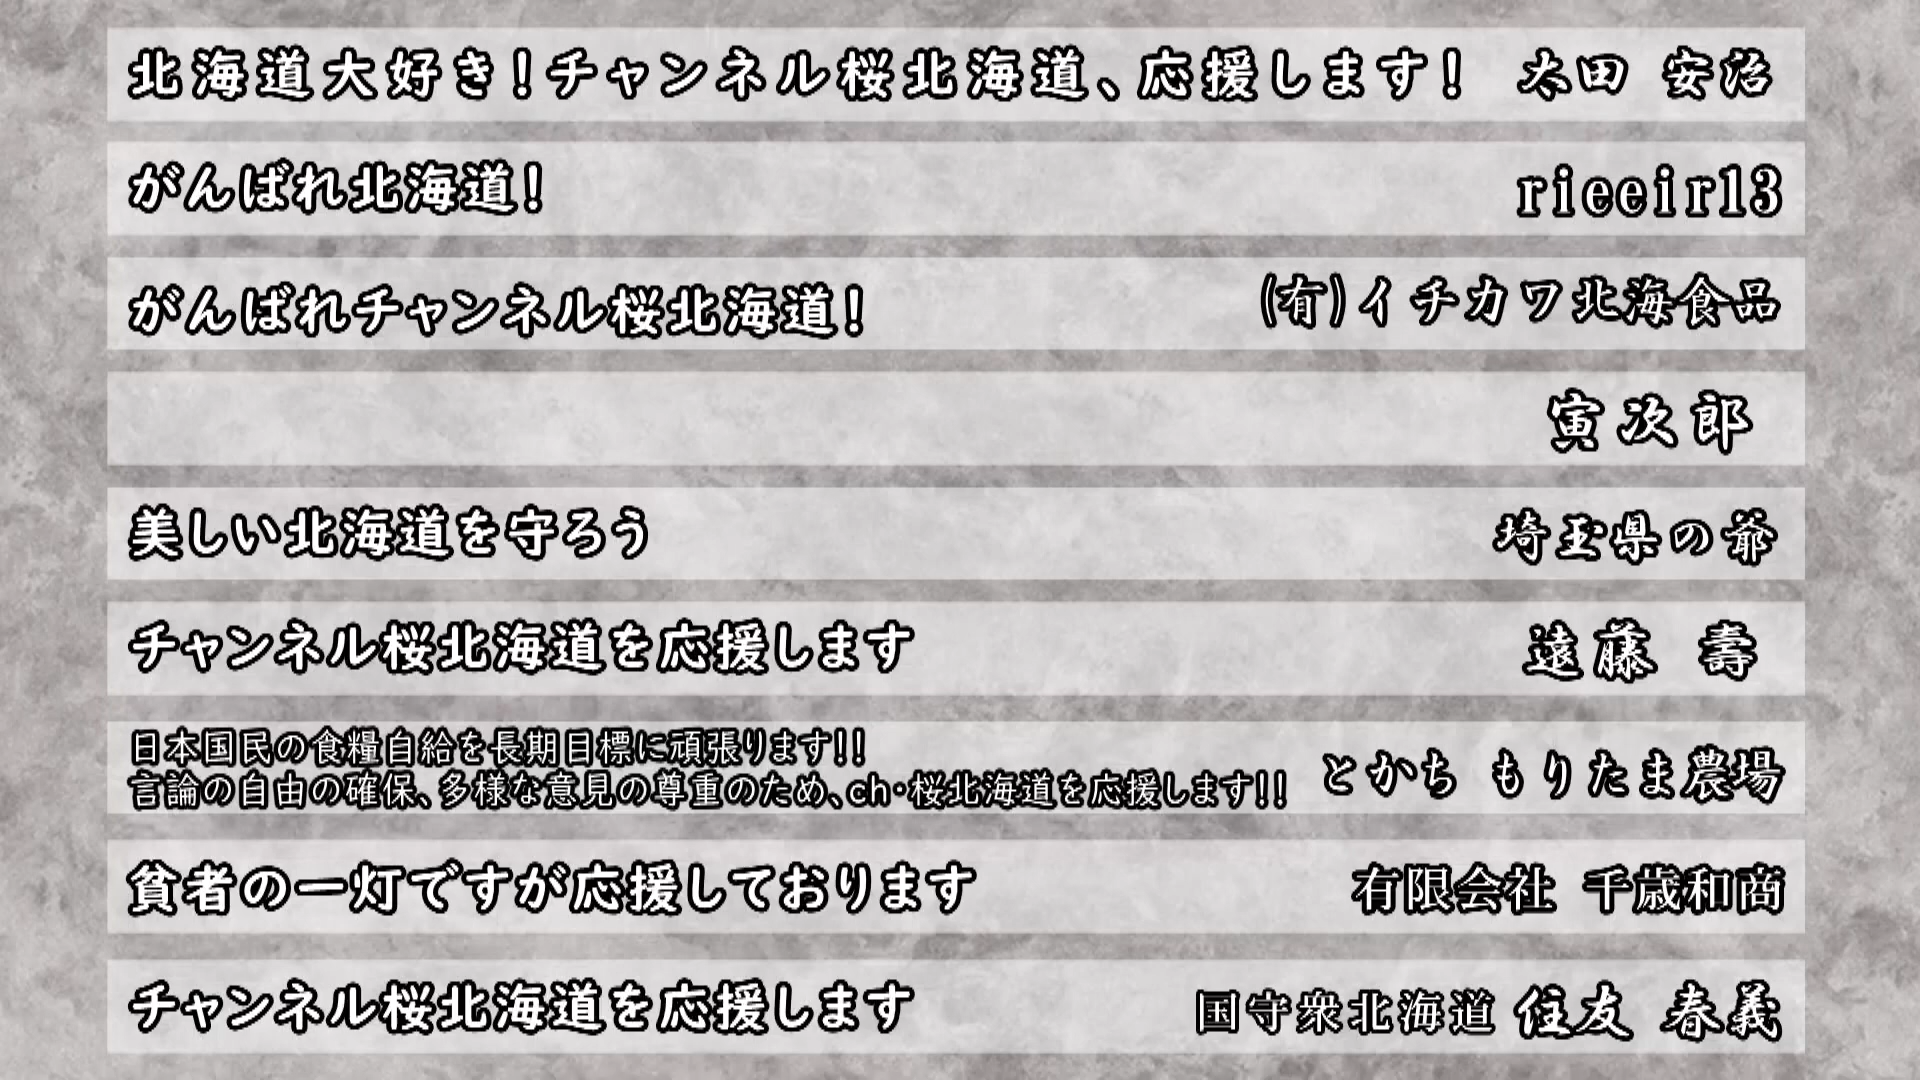 北海道大好き！チャンネル桜北海道、応援します！ 太田 安治
がんばれ北海道！ rieeir13
がんばれチャンネル桜北海道！ (有)イチカワ北海食品
寅次郎
美しい北海道を守ろう 埼玉県の爺
チャンネル桜北海道を応援します 遠藤 壽
日本国民の食糧自給を長期目標に頑張ります！！
言論の自由の確保、多様な意見の尊重のため、ch・桜北海道を応援します！！ とかち もりたま農場
貧者の一灯ですが応援しております 有限会社 千歳和商
チャンネル桜北海道を応援します 国守衆北海道 住友 春義